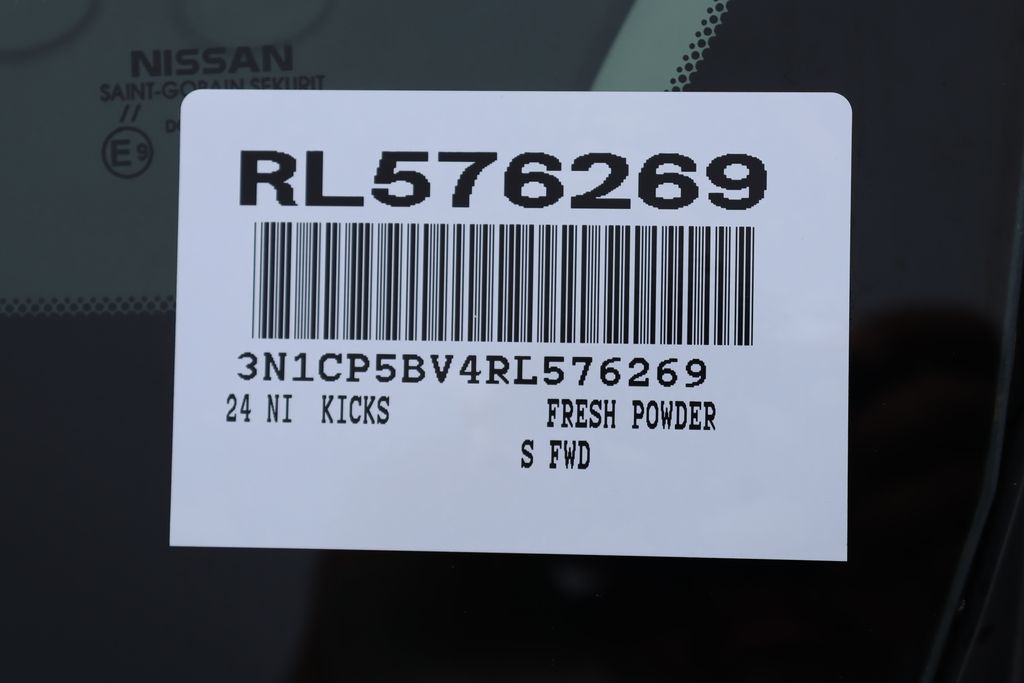 NISSAN
SAINT-GOBAIN SEKURIT
//
E9
RL576269
3N1CP5BV4RL576269
24 NI KICKS FRESH POWDER
S FWD